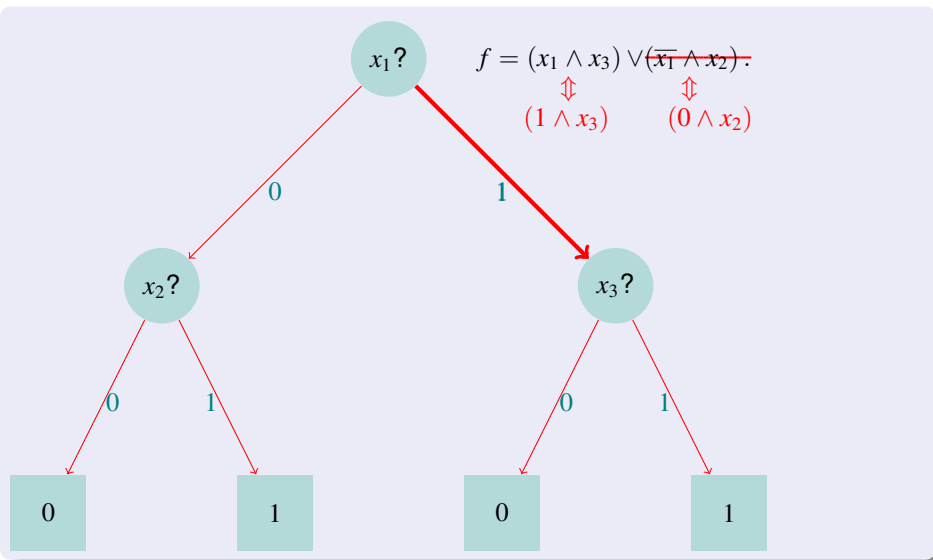 x₁? f = (x₁ ∧ x₃) ∨ (x̅₁ ∧ x₂).
⇕ ⇕
(1 ∧ x₃) (0 ∧ x₂)
0 1
x₂? x₃?
0 1 0 1
0 1 0 1